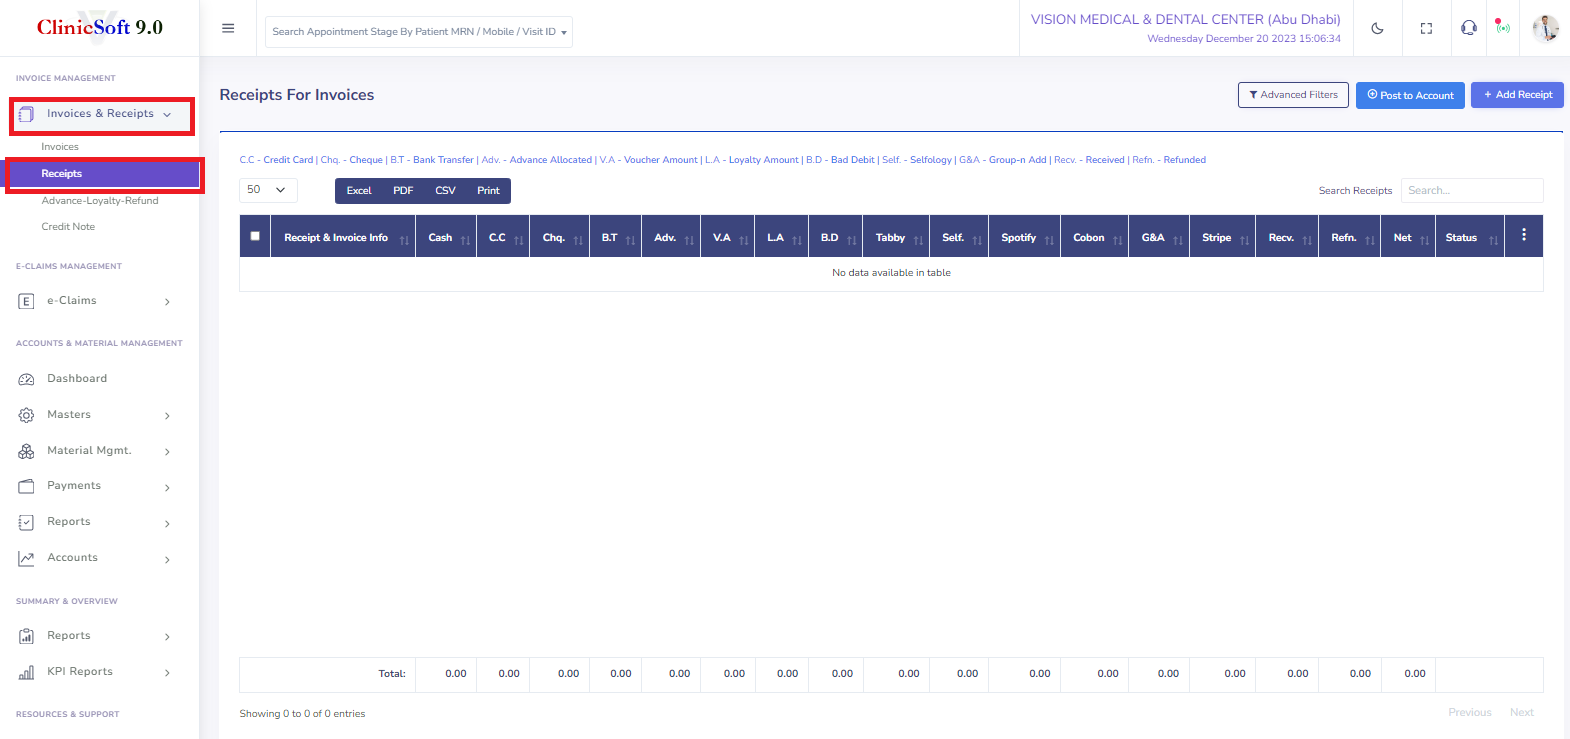 ClinicSoft 9.0
Search Appointment Stage By Patient MRN / Mobile / Visit ID
VISION MEDICAL & DENTAL CENTER (Abu Dhabi)
Wednesday December 20 2023 15:06:34
INVOICE MANAGEMENT
Invoices & Receipts
Invoices
Receipts
Advance-Loyalty-Refund
Credit Note
E-CLAIMS MANAGEMENT
E e-Claims
ACCOUNTS & MATERIAL MANAGEMENT
Dashboard
Masters
Material Mgmt.
Payments
Reports
Accounts
SUMMARY & OVERVIEW
Reports
KPI Reports
RESOURCES & SUPPORT
Receipts For Invoices
Advanced Filters
Post to Account
+ Add Receipt
C.C - Credit Card | Chq. - Cheque | B.T - Bank Transfer | Adv. - Advance Allocated | V.A - Voucher Amount | L.A - Loyalty Amount | B.D - Bad Debit | Self. - Selfology | G&A - Group-n Add | Recv. - Received | Refn. - Refunded
50
Excel PDF CSV Print
Search Receipts Search...
Receipt & Invoice Info Cash C.C Chq. B.T Adv. V.A L.A B.D Tabby Self. Spotify Cobon G&A Stripe Recv. Refn. Net Status
No data available in table
Total: 0.00 0.00 0.00 0.00 0.00 0.00 0.00 0.00 0.00 0.00 0.00 0.00 0.00 0.00 0.00 0.00 0.00
Showing 0 to 0 of 0 entries
Previous Next